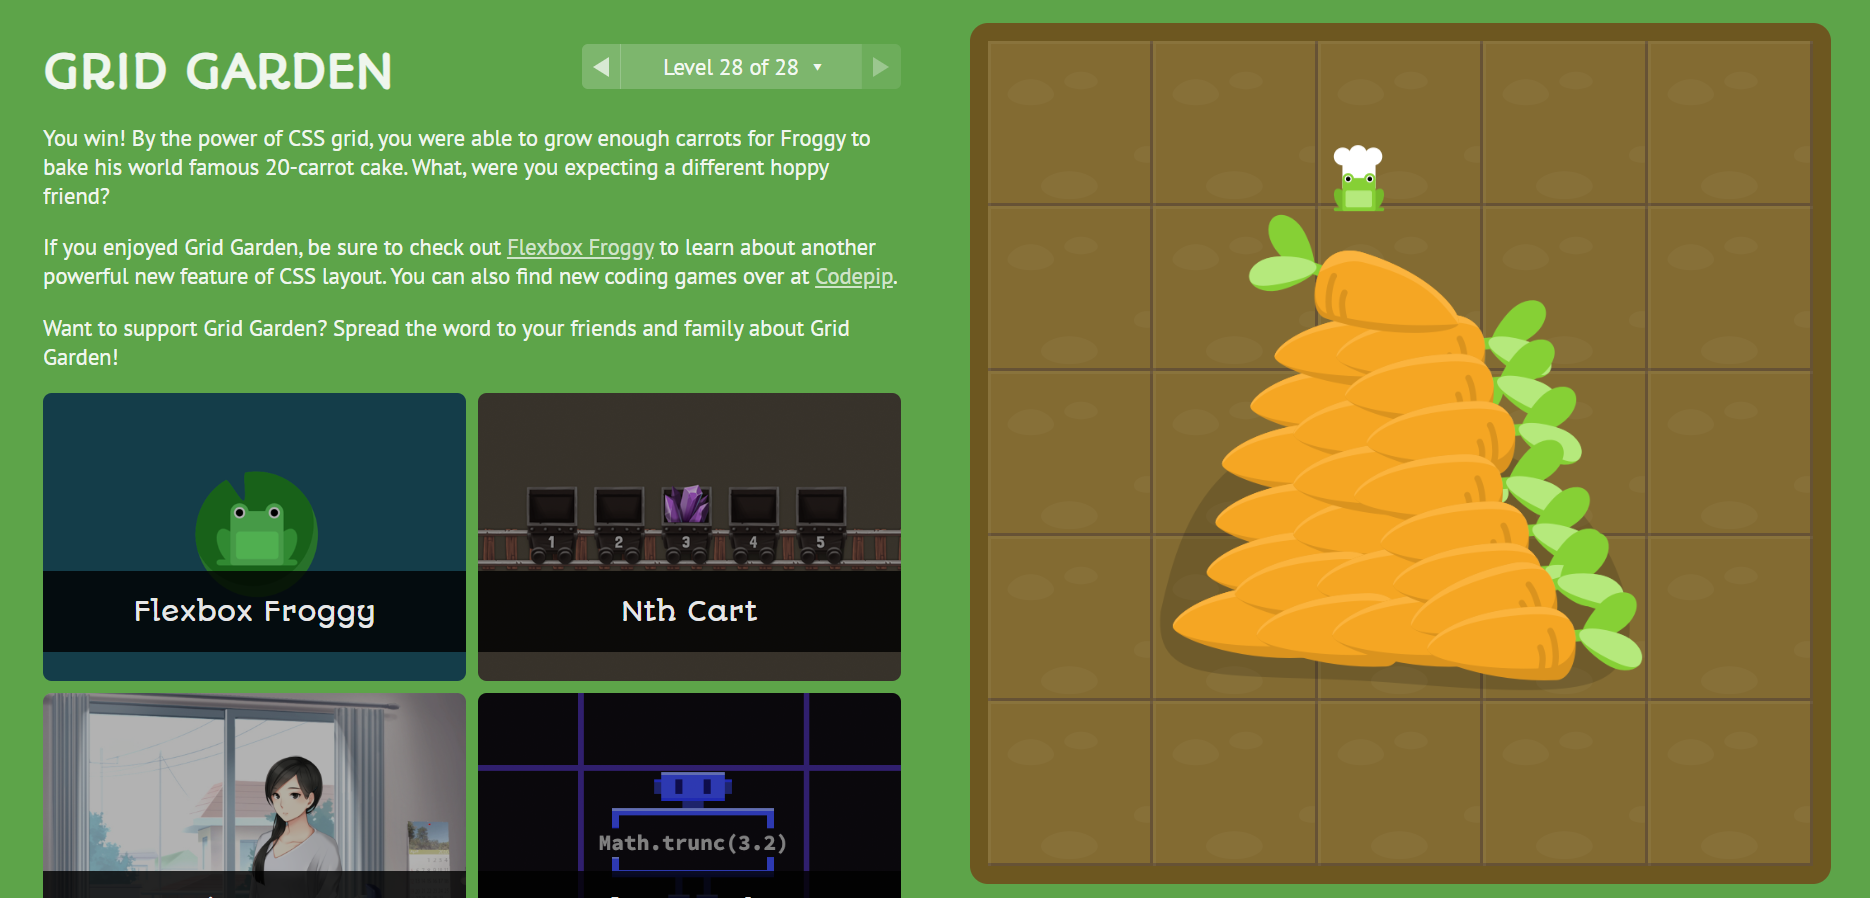 GRID GARDEN
Level 28 of 28
You win! By the power of CSS grid, you were able to grow enough carrots for Froggy to
bake his world famous 20-carrot cake. What, were you expecting a different hoppy
friend?
If you enjoyed Grid Garden, be sure to check out Flexbox Froggy to learn about another
powerful new feature of CSS layout. You can also find new coding games over at Codepip.
Want to support Grid Garden? Spread the word to your friends and family about Grid
Garden!
1 2 3 4 5
Flexbox Froggy
Nth Cart
Math.trunc(3.2)